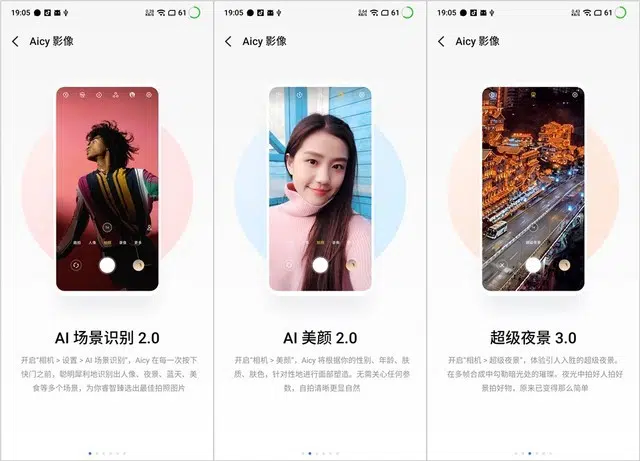 19:05
61
Aicy 影像
AI 场景识别 2.0
开启“相机 > 设置 > AI 场景识别”，Aicy 在每一次按下
快门之前，聪明犀利地识别出人像、夜景、蓝天、美
食等多个场景，为你睿智臻选出最佳拍照图片
19:05
61
Aicy 影像
AI 美颜 2.0
开启“相机 > 美颜”，Aicy 将根据你的性别、年龄、肤
质、肤色，针对性地进行面部塑造。无需关心任何参
数，自拍清晰更显自然
19:05
61
Aicy 影像
超级夜景 3.0
开启“相机 > 超级夜景”，体验引人入胜的超级夜景。
在多帧合成中勾勒暗光处的璀璨。夜光中拍好人拍好
景拍好物，原来已变得那么简单